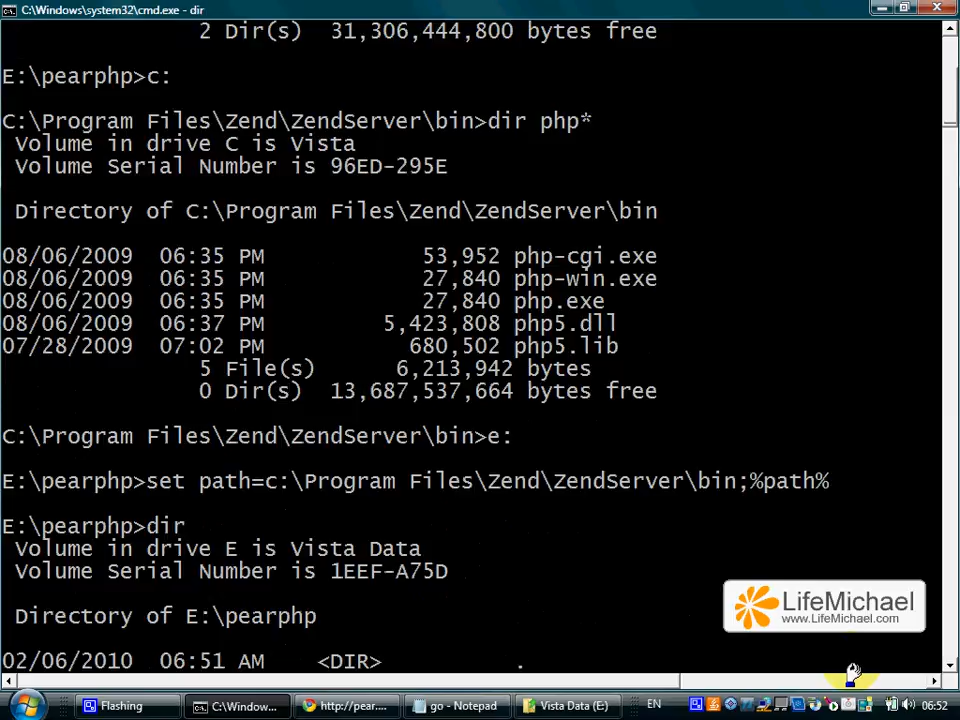 C:\Windows\system32\cmd.exe - dir
2 Dir(s)  31,306,444,800 bytes free
E:\pearphp>c:
C:\Program Files\Zend\ZendServer\bin>dir php*
Volume in drive C is Vista
Volume Serial Number is 96ED-295E
Directory of C:\Program Files\Zend\ZendServer\bin
08/06/2009  06:35 PM            53,952 php-cgi.exe
08/06/2009  06:35 PM            27,840 php-win.exe
08/06/2009  06:35 PM            27,840 php.exe
08/06/2009  06:37 PM         5,423,808 php5.dll
07/28/2009  07:02 PM           680,502 php5.lib
5 File(s)      6,213,942 bytes
0 Dir(s)  13,687,537,664 bytes free
C:\Program Files\Zend\ZendServer\bin>e:
E:\pearphp>set path=c:\Program Files\Zend\ZendServer\bin;%path%
E:\pearphp>dir
Volume in drive E is Vista Data
Volume Serial Number is 1EEF-A75D
Directory of E:\pearphp
LifeMichael
www.LifeMichael.com
02/06/2010  06:51 AM    <DIR>          .
Flashing
C:\Window...
http://pear....
go - Notepad
Vista Data (E:)
EN
06:52